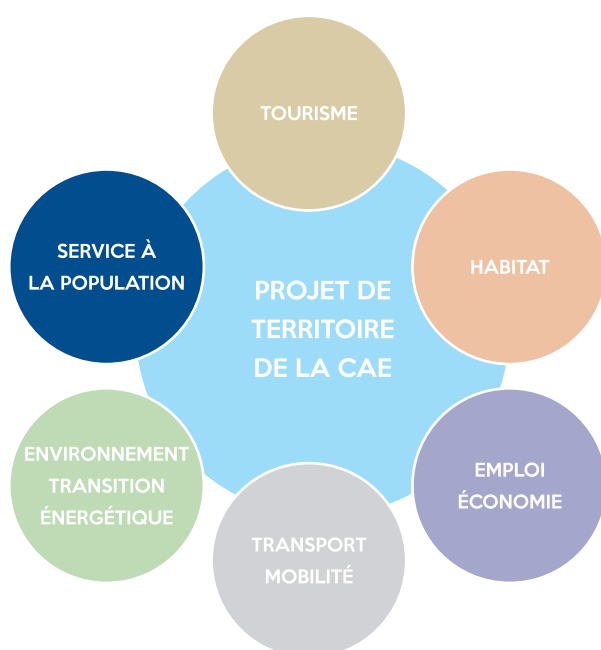 TOURISME
SERVICE À
LA POPULATION
HABITAT
PROJET DE
TERRITOIRE
DE LA CAE
ENVIRONNEMENT
TRANSITION
ÉNERGÉTIQUE
EMPLOI
ÉCONOMIE
TRANSPORT
MOBILITÉ